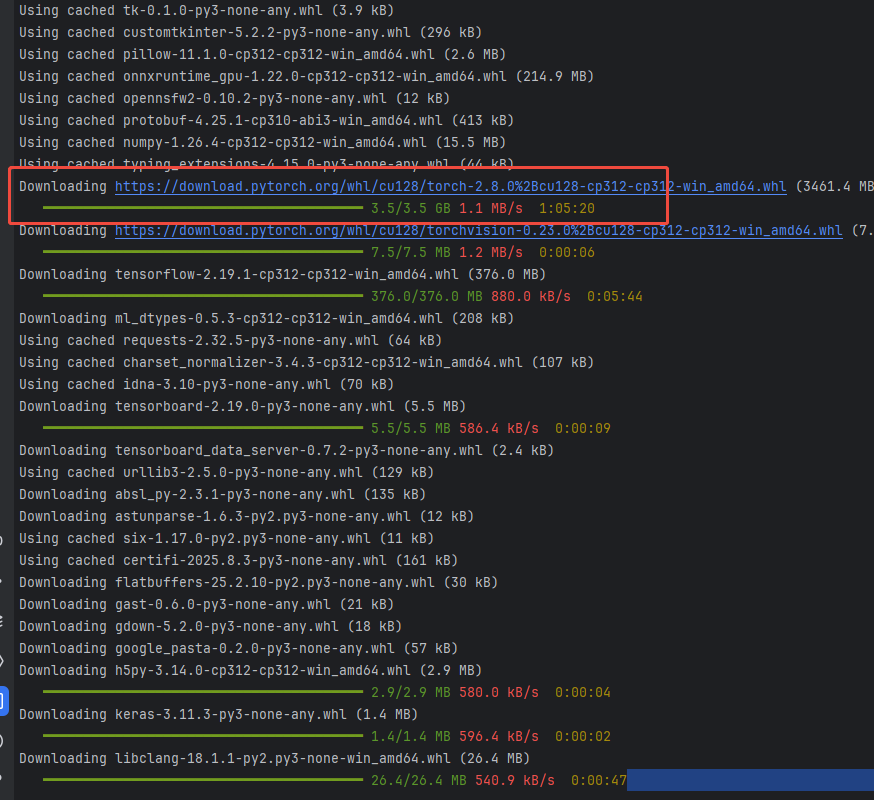 Using cached tk-0.1.0-py3-none-any.whl (3.9 kB)
Using cached customtkinter-5.2.2-py3-none-any.whl (296 kB)
Using cached pillow-11.1.0-cp312-cp312-win_amd64.whl (2.6 MB)
Using cached onnxruntime_gpu-1.22.0-cp312-cp312-win_amd64.whl (214.9 MB)
Using cached opennsfw2-0.10.2-py3-none-any.whl (12 kB)
Using cached protobuf-4.25.1-cp310-abi3-win_amd64.whl (413 kB)
Using cached numpy-1.26.4-cp312-cp312-win_amd64.whl (15.5 MB)
Using cached typing_extensions-4.15.0-py3-none-any.whl (44 kB)
Downloading https://download.pytorch.org/whl/cu128/torch-2.8.0%2Bcu128-cp312-cp312-win_amd64.whl (3461.4 MB
3.5/3.5 GB 1.1 MB/s 1:05:20
Downloading https://download.pytorch.org/whl/cu128/torchvision-0.23.0%2Bcu128-cp312-cp312-win_amd64.whl (7.
7.5/7.5 MB 1.2 MB/s 0:00:06
Downloading tensorflow-2.19.1-cp312-cp312-win_amd64.whl (376.0 MB)
376.0/376.0 MB 880.0 kB/s 0:05:44
Downloading ml_dtypes-0.5.3-cp312-cp312-win_amd64.whl (208 kB)
Using cached requests-2.32.5-py3-none-any.whl (64 kB)
Using cached charset_normalizer-3.4.3-cp312-cp312-win_amd64.whl (107 kB)
Using cached idna-3.10-py3-none-any.whl (70 kB)
Downloading tensorboard-2.19.0-py3-none-any.whl (5.5 MB)
5.5/5.5 MB 586.4 kB/s 0:00:09
Downloading tensorboard_data_server-0.7.2-py3-none-any.whl (2.4 kB)
Using cached urllib3-2.5.0-py3-none-any.whl (129 kB)
Downloading absl_py-2.3.1-py3-none-any.whl (135 kB)
Downloading astunparse-1.6.3-py2.py3-none-any.whl (12 kB)
Using cached six-1.17.0-py2.py3-none-any.whl (11 kB)
Using cached certifi-2025.8.3-py3-none-any.whl (161 kB)
Downloading flatbuffers-25.2.10-py2.py3-none-any.whl (30 kB)
Using cached gast-0.6.0-py3-none-any.whl (21 kB)
Downloading gdown-5.2.0-py3-none-any.whl (18 kB)
Downloading google_pasta-0.2.0-py3-none-any.whl (57 kB)
Downloading h5py-3.14.0-cp312-cp312-win_amd64.whl (2.9 MB)
2.9/2.9 MB 580.0 kB/s 0:00:04
Downloading keras-3.11.3-py3-none-any.whl (1.4 MB)
1.4/1.4 MB 596.4 kB/s 0:00:02
Downloading libclang-18.1.1-py2.py3-none-win_amd64.whl (26.4 MB)
26.4/26.4 MB 540.9 kB/s 0:00:47